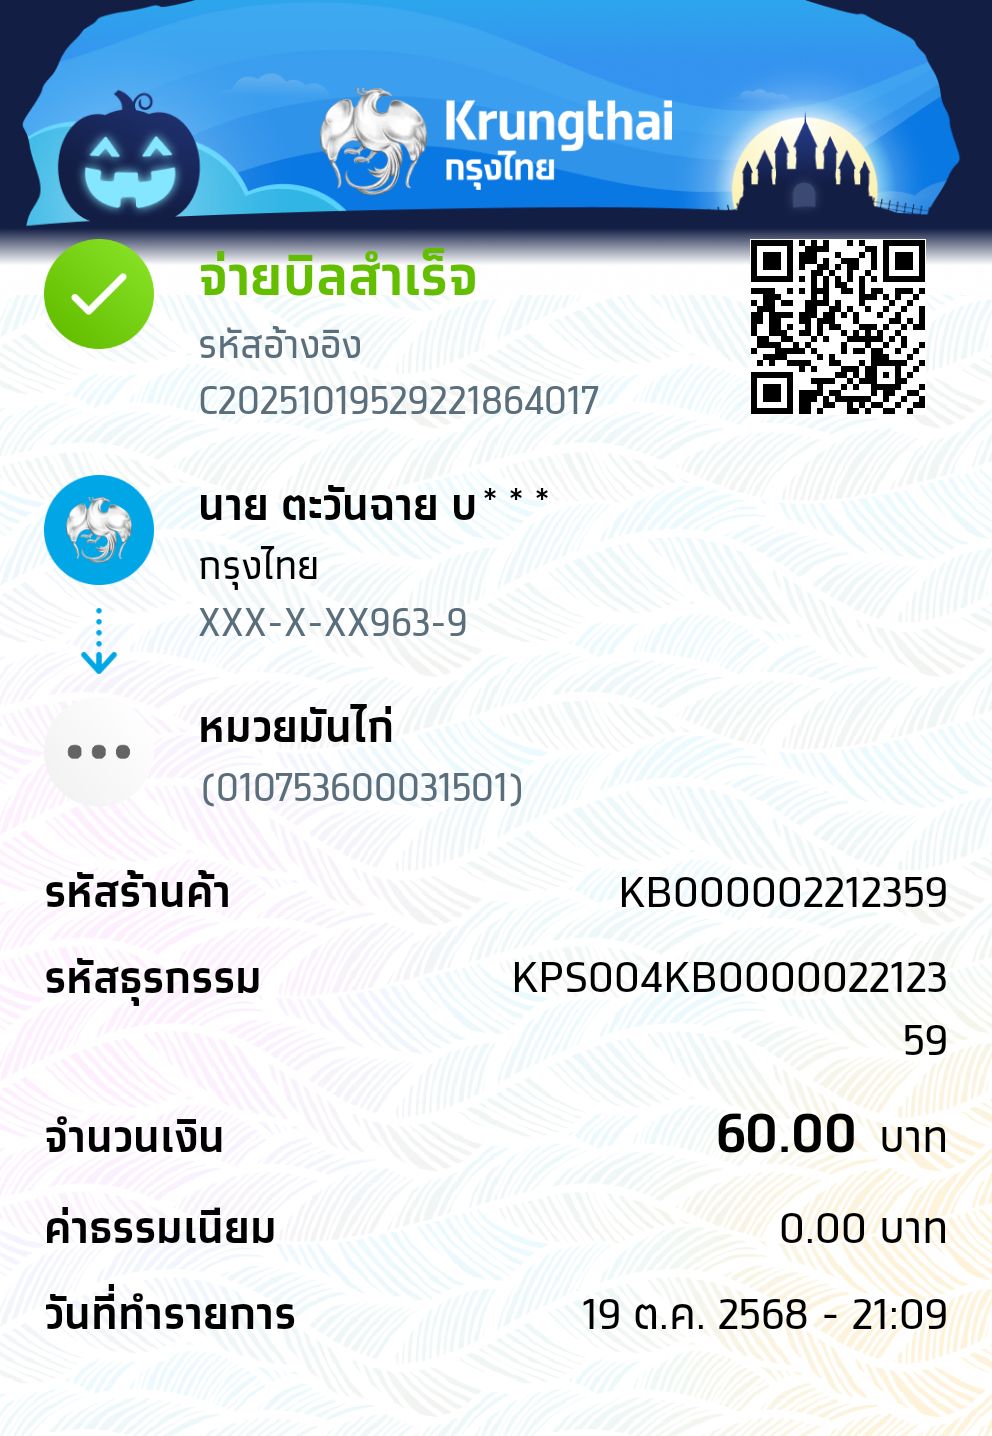 Krungthai
กรุงไทย
จ่ายบิลสำเร็จ
รหัสอ้างอิง
C20251019529221864017
นาย ตะวันฉาย บ***
กรุงไทย
XXX-X-XX963-9
หมวยมันไก่
(010753600031501)
รหัสร้านค้า KB000002212359
รหัสธุรกรรม KPS004KB0000022123
59
จำนวนเงิน 60.00 บาท
ค่าธรรมเนียม 0.00 บาท
วันที่ทำรายการ 19 ต.ค. 2568 - 21:09